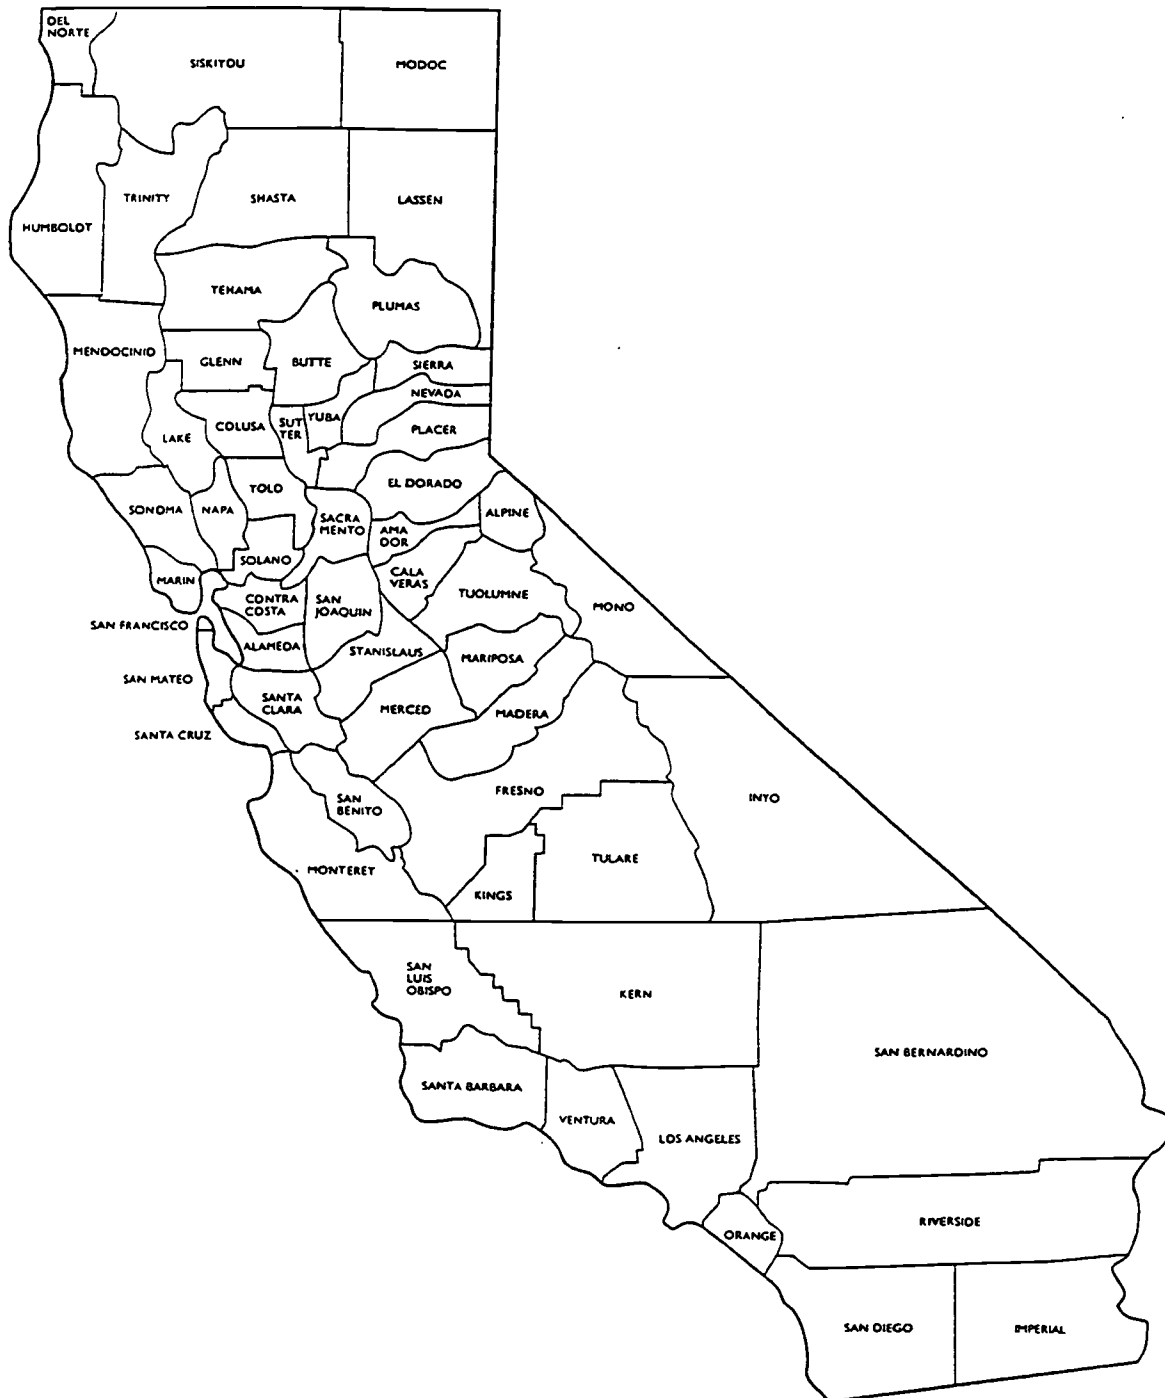 DEL
NORTE
SISKITOU
MODOC
HUMBOLDT
TRINITY
SHASTA
LASSEN
TEHAMA
PLUMAS
MENDOCINIO
GLENN
BUTTE
SIERRA
NEVADA
LAKE
COLUSA
SUT
TER
YUBA
PLACER
SONOMA
NAPA
TOLO
EL DORADO
SACRA
MENTO
AMA
DOR
ALPINE
MARIN
SOLANO
CALA
VERAS
CONTRA
COSTA
SAN
JOAQUIN
TUOLUMNE
MONO
SAN FRANCISCO
ALAMEDA
STANISLAUS
MARIPOSA
SAN MATEO
SANTA
CLARA
MERCED
MADERA
SANTA CRUZ
SAN
BENITO
FRESNO
INYO
MONTERET
KINGS
TULARE
SAN
LUIS
OBISPO
KERN
SAN BERNARDINO
SANTA BARBARA
VENTURA
LOS ANGELES
ORANGE
RIVERSIDE
SAN DIEGO
IMPERIAL